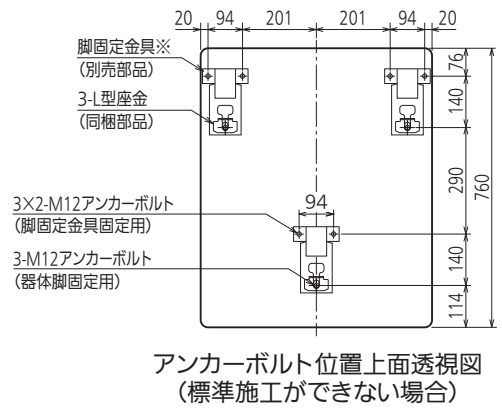 20 94 201 201 94 20
脚固定金具※
(別売部品)
3-L型座金
(同梱部品)
76
140
290
760
3×2-M12アンカーボルト
(脚固定金具固定用)
94
3-M12アンカーボルト
(器体脚固定用)
140
114
アンカーボルト位置上面透視図
(標準施工ができない場合)